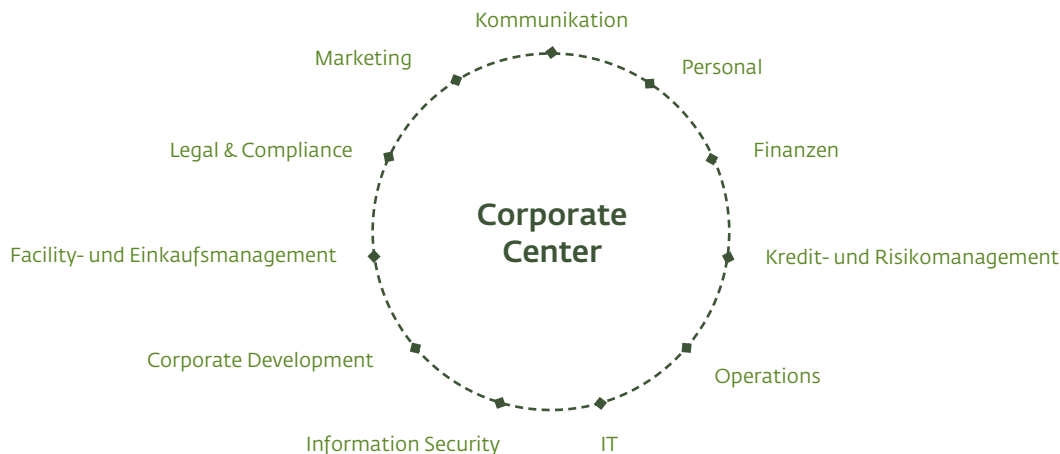 Kommunikation
Marketing
Personal
Legal & Compliance
Finanzen
Corporate
Center
Facility- und Einkaufsmanagement
Kredit- und Risikomanagement
Corporate Development
Operations
Information Security
IT